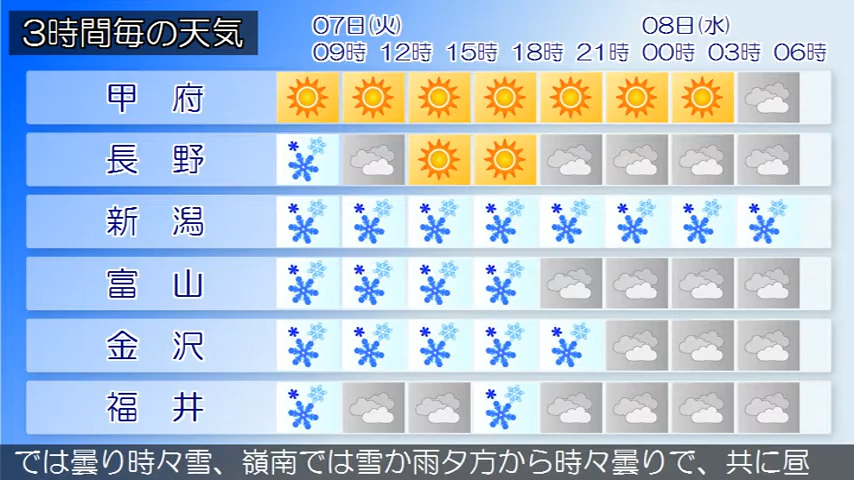 3時間毎の天気
07日(火) 08日(水)
09時 12時 15時 18時 21時 00時 03時 06時
甲府
長野
新潟
富山
金沢
福井
では曇り時々雪、嶺南では雪か雨夕方から時々曇りで、共に昼